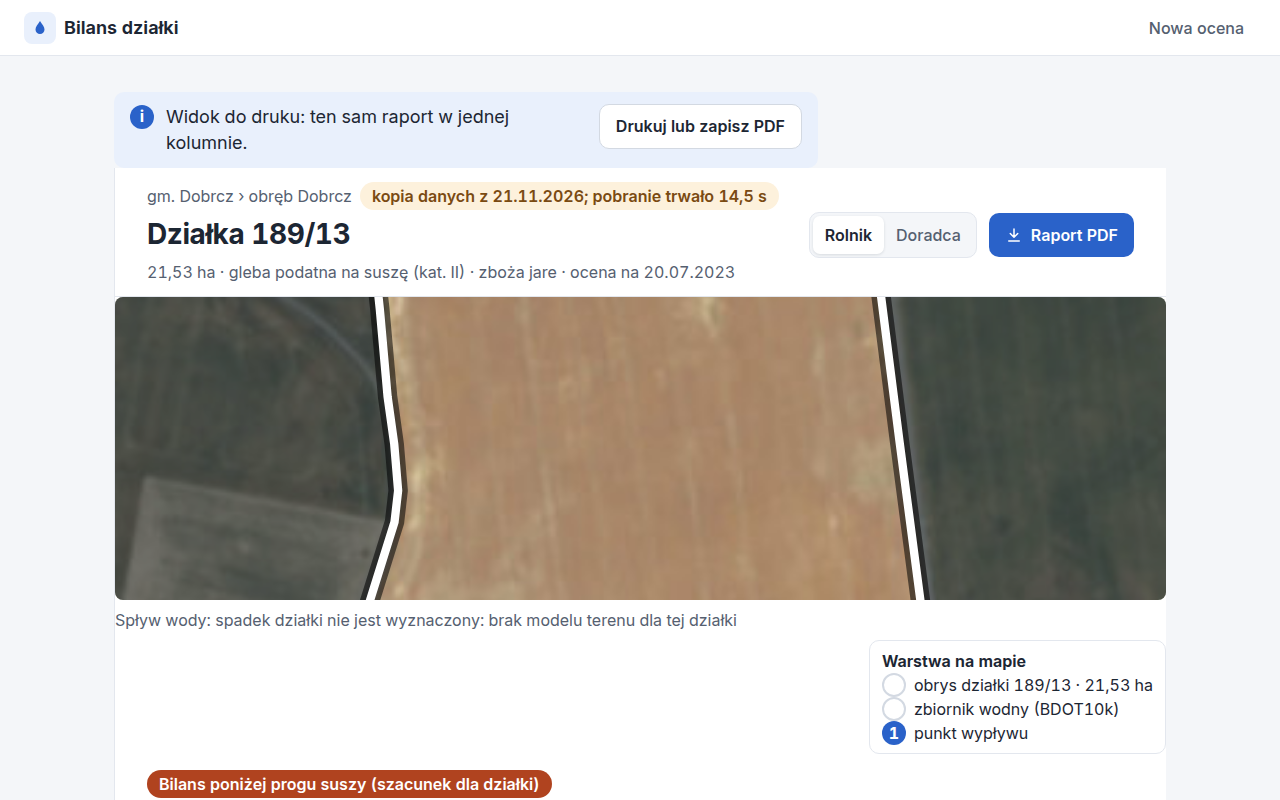 Bilans działki
Nowa ocena
i
Widok do druku: ten sam raport w jednej
kolumnie.
Drukuj lub zapisz PDF
gm. Dobrcz › obręb Dobrcz
kopia danych z 21.11.2026; pobranie trwało 14,5 s
Działka 189/13
Rolnik
Doradca
Raport PDF
21,53 ha · gleba podatna na suszę (kat. II) · zboża jare · ocena na 20.07.2023
Spływ wody: spadek działki nie jest wyznaczony: brak modelu terenu dla tej działki
Warstwa na mapie
obrys działki 189/13 · 21,53 ha
zbiornik wodny (BDOT10k)
1 punkt wypływu
Bilans poniżej progu suszy (szacunek dla działki)